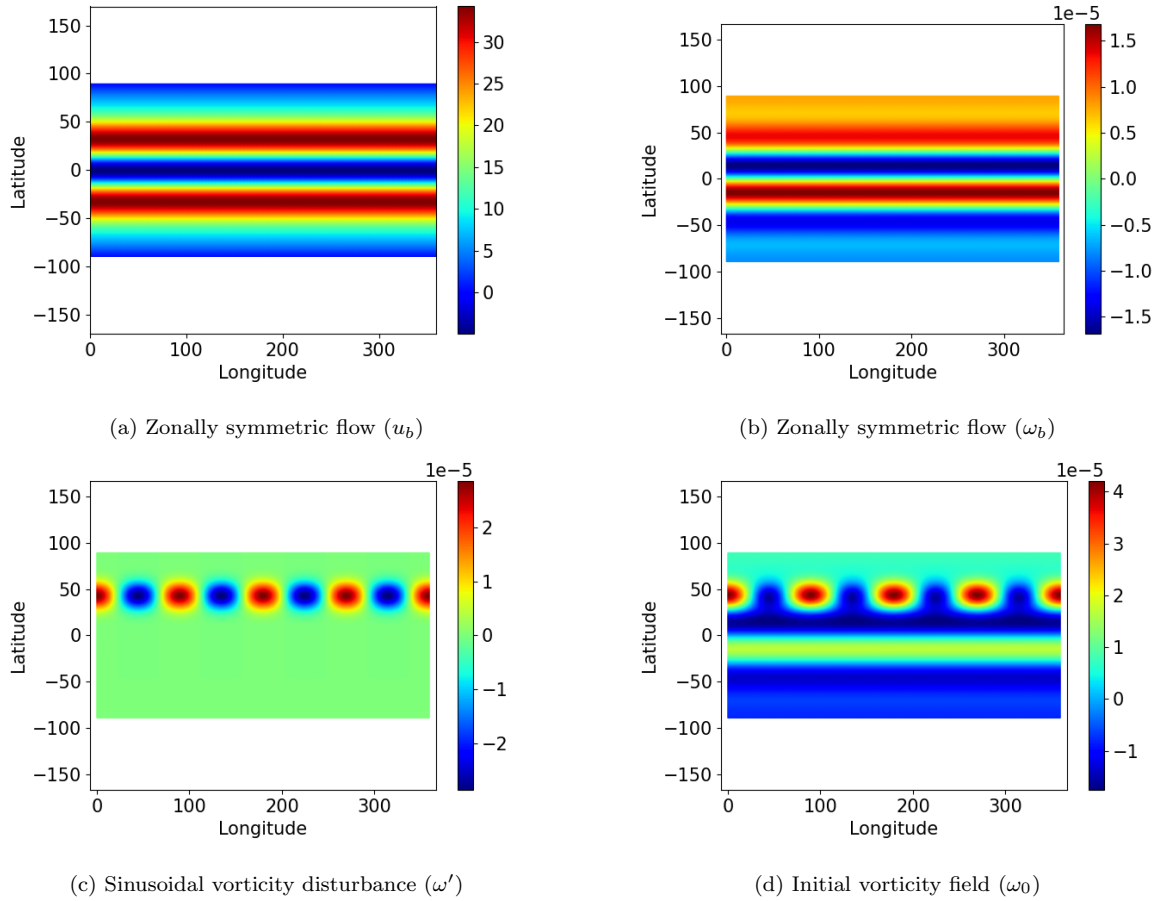 150
100
50
0
−50
−100
−150
Latitude
0 100 200 300
Longitude
30
25
20
15
10
5
0
(a) Zonally symmetric flow (u_b)
1e−5
150
100
50
0
−50
−100
−150
Latitude
0 100 200 300
Longitude
1.5
1.0
0.5
0.0
−0.5
−1.0
−1.5
(b) Zonally symmetric flow (ω_b)
1e−5
150
100
50
0
−50
−100
−150
Latitude
0 100 200 300
Longitude
2
1
0
−1
−2
(c) Sinusoidal vorticity disturbance (ω′)
1e−5
150
100
50
0
−50
−100
−150
Latitude
0 100 200 300
Longitude
4
3
2
1
0
−1
(d) Initial vorticity field (ω_0)